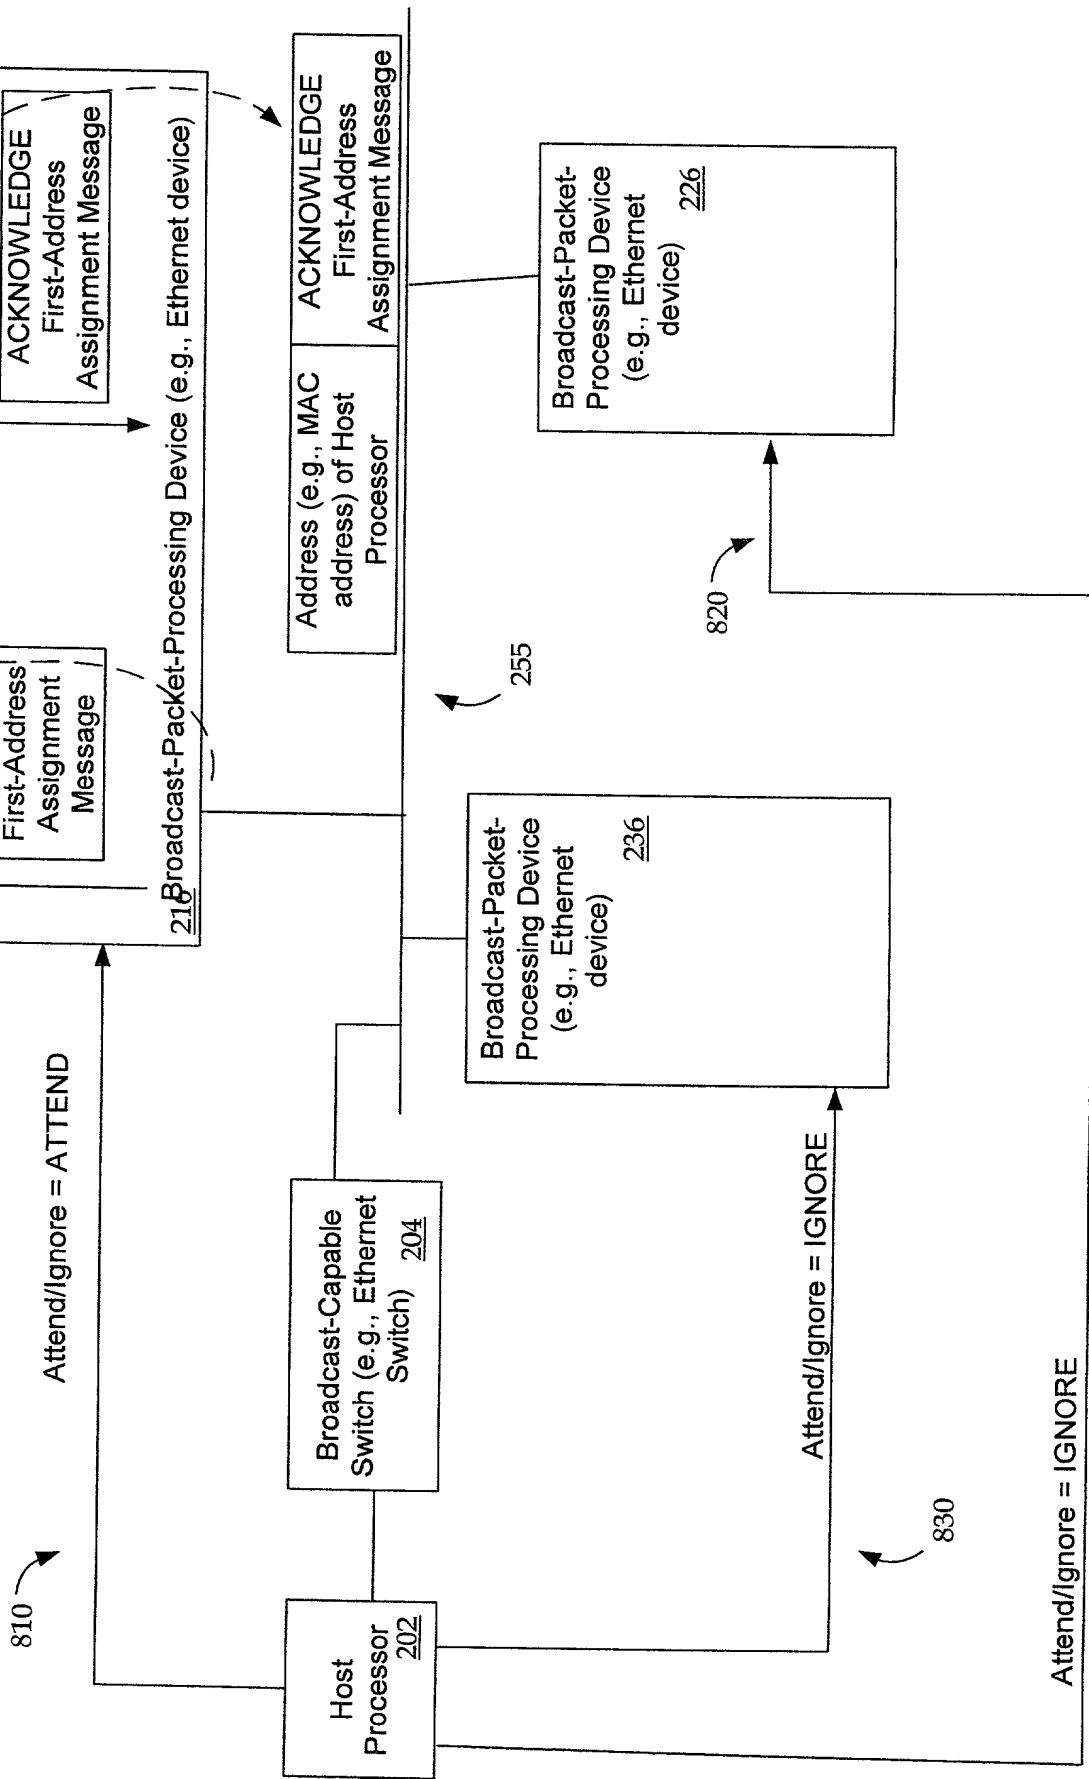 810
Attend/Ignore = ATTEND
First-Address
Assignment
Message
ACKNOWLEDGE
First-Address
Assignment Message
Broadcast-Packet-Processing Device (e.g., Ethernet device)
210
Host
Processor
202
Broadcast-Capable
Switch (e.g., Ethernet
Switch) 204
Address (e.g., MAC
address) of Host
Processor
ACKNOWLEDGE
First-Address
Assignment Message
255
Broadcast-Packet-
Processing Device
(e.g., Ethernet
device)
236
Broadcast-Packet-
Processing Device
(e.g., Ethernet
device)
226
820
Attend/Ignore = IGNORE
830
Attend/Ignore = IGNORE